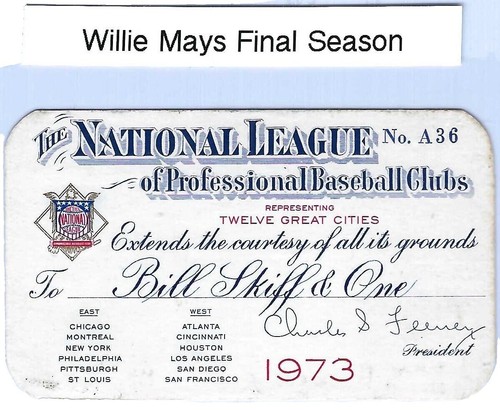 Willie Mays Final Season
THE NATIONAL LEAGUE No. A36
of Professional Baseball Clubs
REPRESENTING
TWELVE GREAT CITIES
Extends the courtesy of all its grounds
To Bill Skiff & One
EAST
CHICAGO
MONTREAL
NEW YORK
PHILADELPHIA
PITTSBURGH
ST LOUIS
WEST
ATLANTA
CINCINNATI
HOUSTON
LOS ANGELES
SAN DIEGO
SAN FRANCISCO
Charles S Feeney
President
1973
NATIONAL